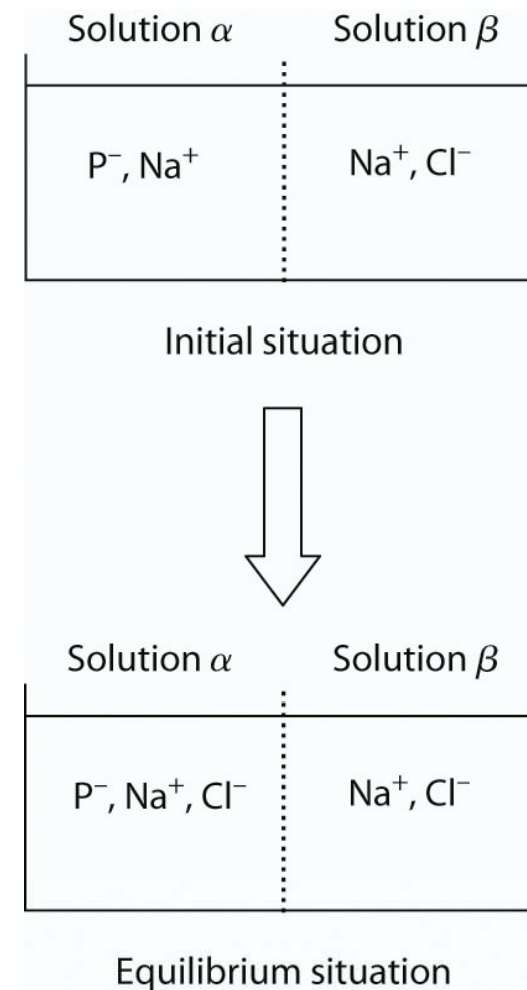 Solution α Solution β
P⁻, Na⁺ Na⁺, Cl⁻
Initial situation
Solution α Solution β
P⁻, Na⁺, Cl⁻ Na⁺, Cl⁻
Equilibrium situation